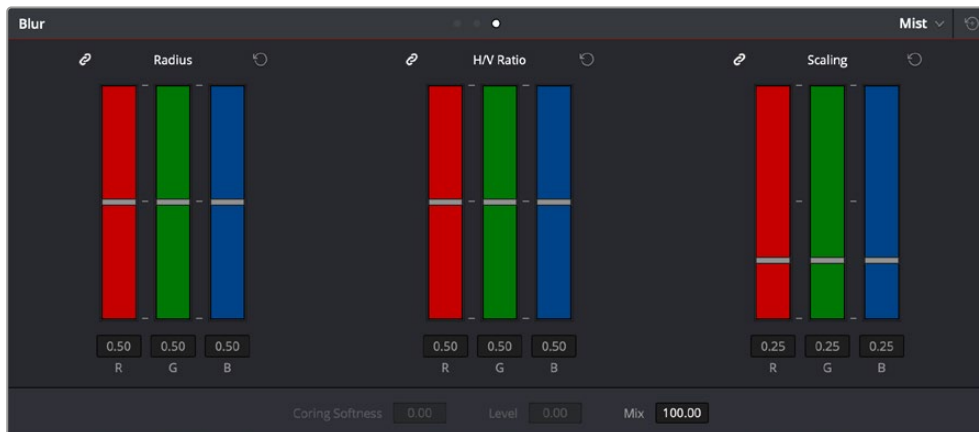 Blur Mist
Radius H/V Ratio Scaling
0.50 0.50 0.50 0.50 0.50 0.50 0.25 0.25 0.25
R G B R G B R G B
Coring Softness 0.00 Level 0.00 Mix 100.00